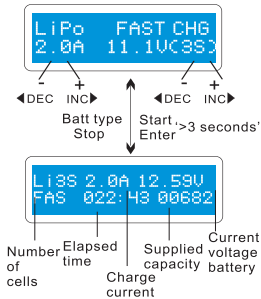 LiPo FAST CHG
2.0A 11.1V(3S)
- + - +
◀DEC INC▶ ◀DEC INC▶
Batt type Start
Stop Enter '>3 seconds'
Li3S 2.0A 12.59V
FAS 022:43 00682
Number of cells
Elapsed time
Charge current
Supplied capacity
Current voltage battery